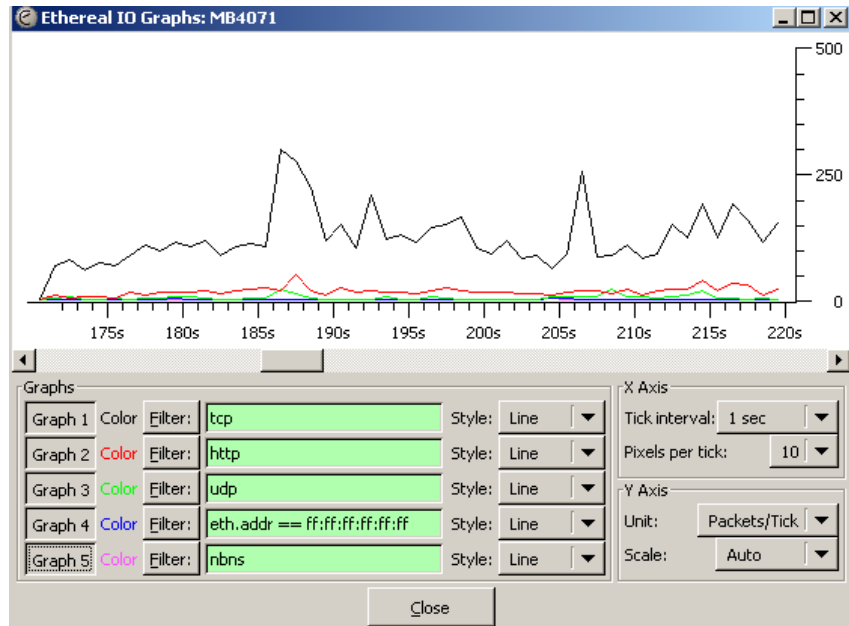 Ethereal IO Graphs: MB4071
500
250
0
175s 180s 185s 190s 195s 200s 205s 210s 215s 220s
Graphs
Graph 1 Color Filter: tcp Style: Line
Graph 2 Color Filter: http Style: Line
Graph 3 Color Filter: udp Style: Line
Graph 4 Color Filter: eth.addr == ff:ff:ff:ff:ff:ff Style: Line
Graph 5 Color Filter: nbns Style: Line
X Axis
Tick interval: 1 sec
Pixels per tick: 10
Y Axis
Unit: Packets/Tick
Scale: Auto
Close